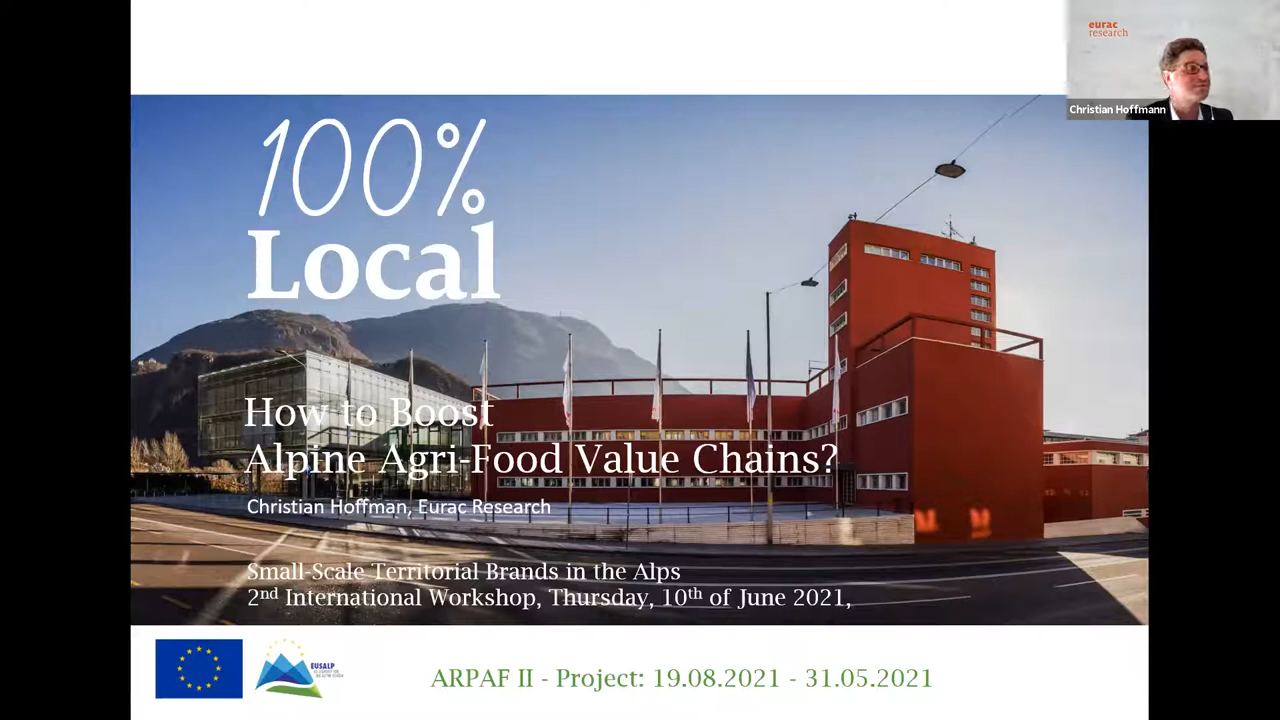 eurac
research
Christian Hoffmann
100%
Local
How to Boost
Alpine Agri-Food Value Chains?
Christian Hoffman, Eurac Research
Small-Scale Territorial Brands in the Alps
2nd International Workshop, Thursday, 10th of June 2021,
EUSALP
ARPAF II - Project: 19.08.2021 - 31.05.2021